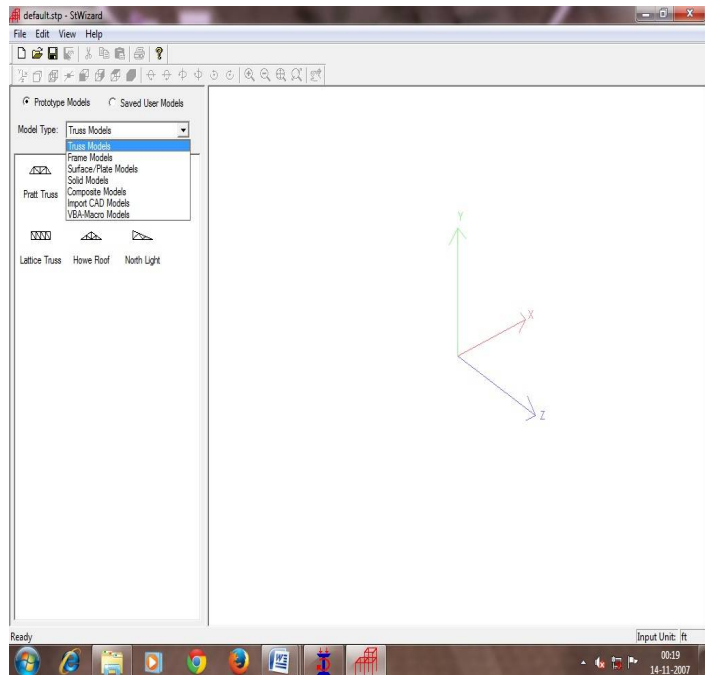 default.stp - StWizard
File Edit View Help
Prototype Models Saved User Models
Model Type: Truss Models
Truss Models
Frame Models
Surface/Plate Models
Solid Models
Composite Models
Import CAD Models
VBA-Macro Models
Pratt Truss
Lattice Truss Howe Roof North Light
Y
X
Z
Ready Input Unit: ft
00:19
14-11-2007